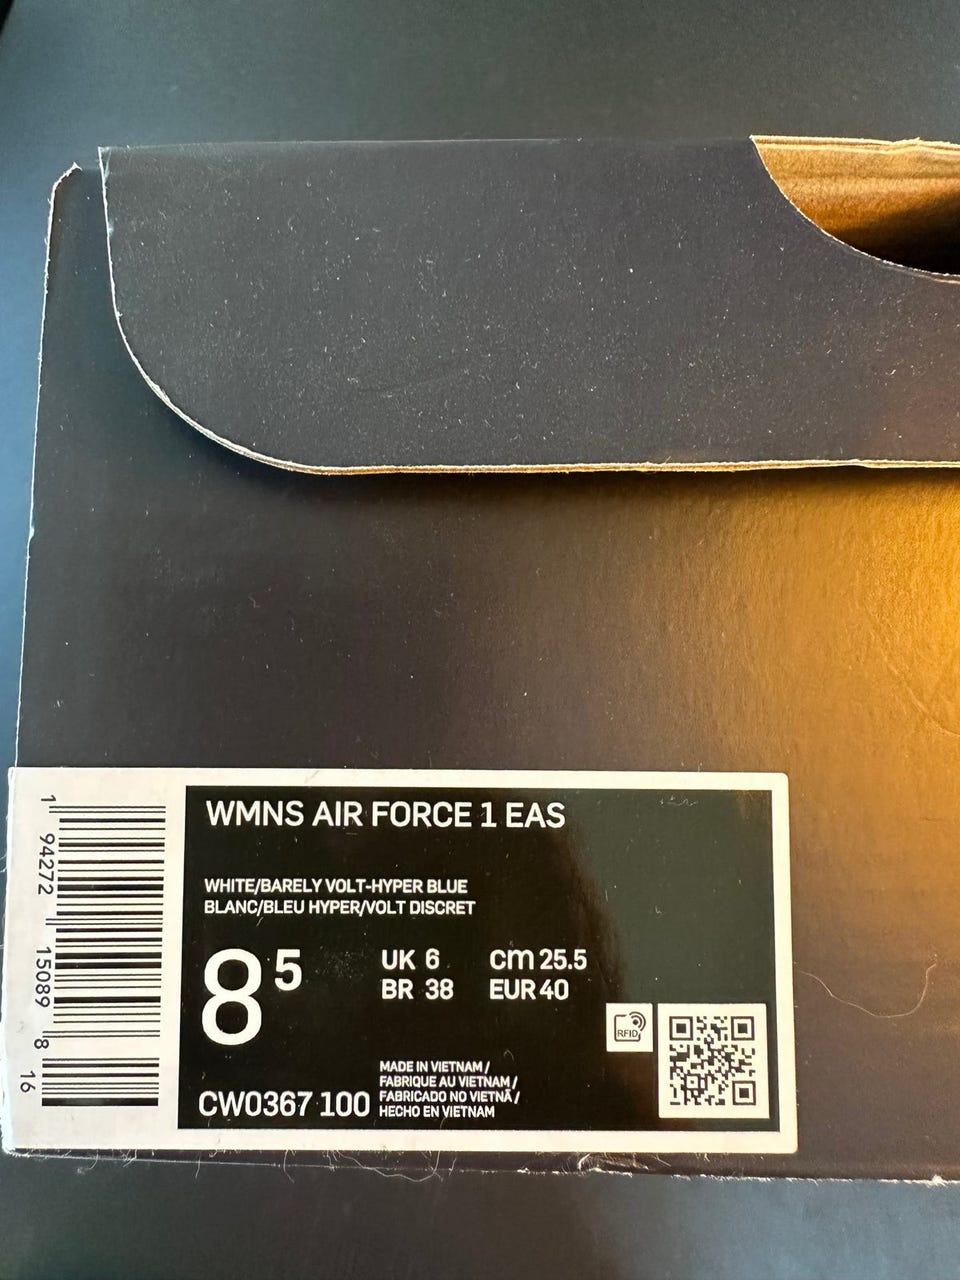 WMNS AIR FORCE 1 EAS
WHITE/BARELY VOLT-HYPER BLUE
BLANC/BLEU HYPER/VOLT DISCRET
8⁵
UK 6 cm 25.5
BR 38 EUR 40
RFID
CW0367 100
MADE IN VIETNAM /
FABRIQUE AU VIETNAM /
FABRICADO NO VIETNÃ /
HECHO EN VIETNAM
1 94272 15089 8 16